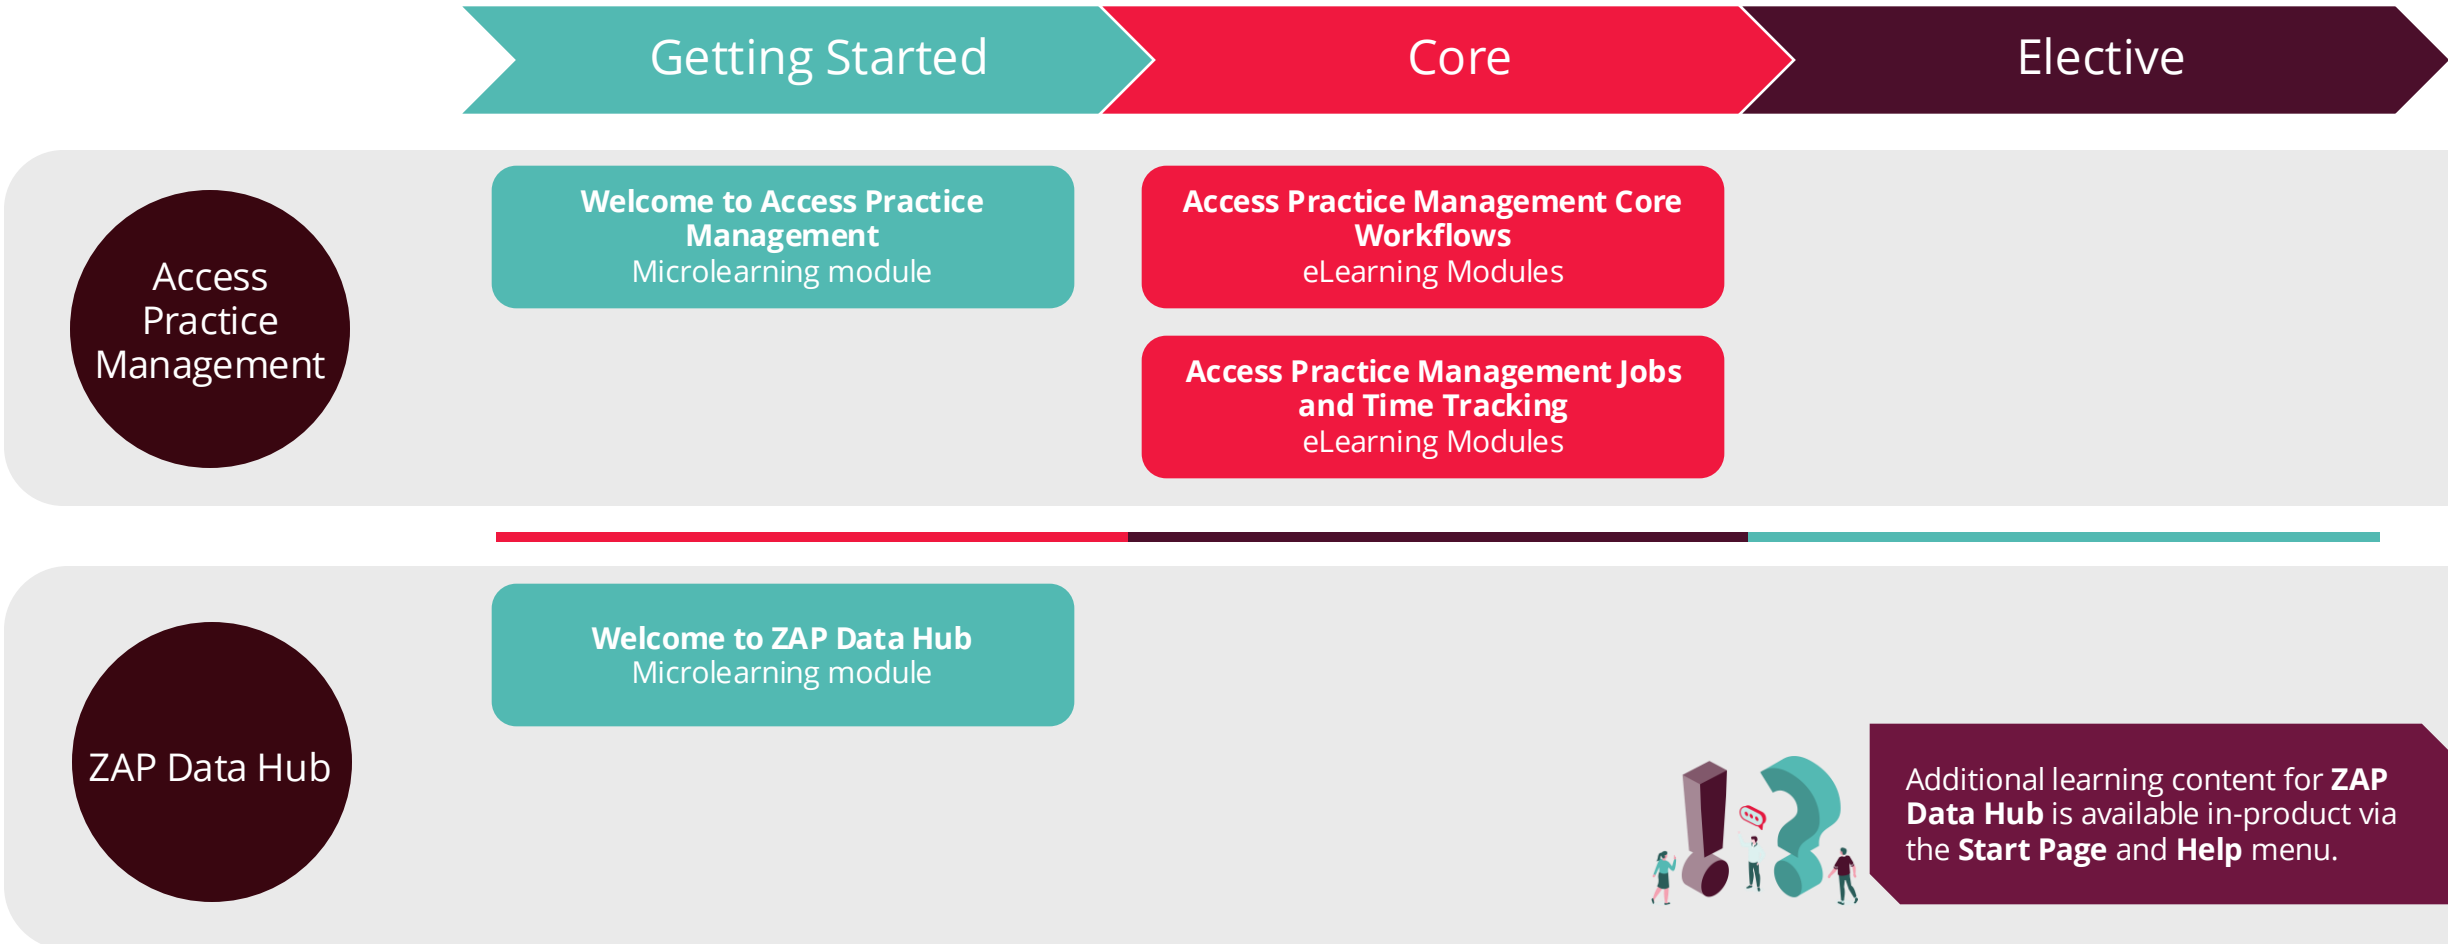 Getting Started
Core
Elective
Access
Practice
Management
Welcome to Access Practice
Management
Microlearning module
Access Practice Management Core
Workflows
eLearning Modules
Access Practice Management Jobs
and Time Tracking
eLearning Modules
ZAP Data Hub
Welcome to ZAP Data Hub
Microlearning module
Additional learning content for ZAP
Data Hub is available in-product via
the Start Page and Help menu.